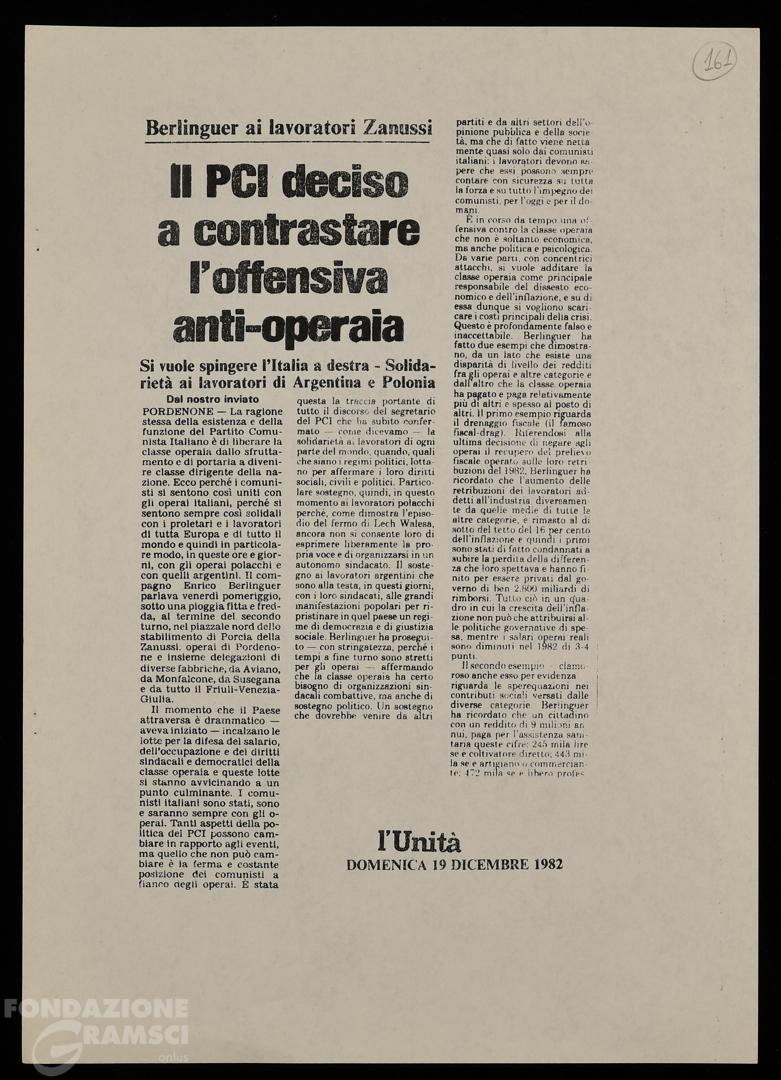 161
Berlinguer ai lavoratori Zanussi
Il PCI deciso
a contrastare
l'offensiva
anti-operaia
Si vuole spingere l'Italia a destra - Solida-
rietà ai lavoratori di Argentina e Polonia
Dal nostro inviato
PORDENONE — La ragione
stessa della esistenza e della
funzione del Partito Comu-
nista Italiano è di liberare la
classe operaia dallo sfrutta-
mento e di portarla a diveni-
re classe dirigente della na-
zione. Ecco perché i comuni-
sti si sentono così uniti con
gli operai italiani, perché si
sentono sempre così solidali
con i proletari e i lavoratori
di tutta Europa e di tutto il
mondo e quindi in particola-
re modo, in queste ore e gior-
ni, con gli operai polacchi e
con quelli argentini. Il com-
pagno Enrico Berlinguer
parlava venerdì pomeriggio,
sotto una pioggia fitta e fred-
da, al termine del secondo
turno, nel piazzale nord dello
stabilimento di Porcia della
Zanussi. operai di Pordeno-
ne e insieme delegazioni di
diverse fabbriche, da Aviano,
da Monfalcone, da Susegana
e da tutto il Friuli-Venezia-
Giulia.
Il momento che il Paese
attraversa è drammatico —
aveva iniziato — incalzano le
lotte per la difesa del salario,
dell'occupazione e dei diritti
sindacali e democratici della
classe operaia e queste lotte
si stanno avvicinando a un
punto culminante. I comu-
nisti italiani sono stati, sono
e saranno sempre con gli o-
perai. Tanti aspetti della po-
litica del PCI possono cam-
biare in rapporto agli eventi,
ma quello che non può cam-
biare è la ferma e costante
posizione dei comunisti a
fianco degli operai. È stata
questa la traccia portante di
tutto il discorso del segretario
del PCI che ha subito confer-
mato — come dicevamo — la
solidarietà ai lavoratori di ogni
parte del mondo, quando, quali
che siano i regimi politici, lotta-
no per affermare i loro diritti
sociali, civili e politici. Partico-
lare sostegno, quindi, in questo
momento ai lavoratori polacchi
perché, come dimostra l'episo-
dio del fermo di Lech Walesa,
ancora non si consente loro di
esprimere liberamente la pro-
pria voce e di organizzarsi in un
autonomo sindacato. Il soste-
gno ai lavoratori argentini che
sono alla testa, in questi giorni,
con i loro sindacati, alle grandi
manifestazioni popolari per ri-
pristinare in quel paese un regi-
me di democrazia e di giustizia
sociale. Berlinguer ha prosegui-
to — con stringatezza, perché i
tempi a fine turno sono stretti
per gli operai — affermando
che la classe operaia ha certo
bisogno di organizzazioni sin-
dacali combattive, ma anche di
sostegno politico. Un sostegno
che dovrebbe venire da altri
partiti e da altri settori dell'o-
pinione pubblica e della socie-
tà, ma che di fatto viene netta
mente quasi solo dai comunisti
italiani: i lavoratori devono sa-
pere che essi possono sempre
contare con sicurezza su tutta
la forza e su tutto l'impegno dei
comunisti, per l'oggi e per il do-
mani.
È in corso da tempo una of-
fensiva contro la classe operaia
che non è soltanto economica,
ma anche politica e psicologica.
Da varie parti, con concentrici
attacchi, si vuole additare la
classe operaia come principale
responsabile del dissesto eco-
nomico e dell'inflazione, e su di
essa dunque si vogliono scari-
care i costi principali della crisi.
Questo è profondamente falso e
inaccettabile. Berlinguer ha
fatto due esempi che dimostra-
no, da un lato che esiste una
disparità di livello dei redditi
fra gli operai e altre categorie e
dall'altro che la classe operaia
ha pagato e paga relativamente
più di altri e spesso al posto di
altri. Il primo esempio riguarda
il drenaggio fiscale (il famoso
fiscal-drag). Riferendosi alla
ultima decisione di negare agli
operai il recupero del prelievo
fiscale operato sulle loro retri-
buzioni del 1982, Berlinguer ha
ricordato che l'aumento delle
retribuzioni dei lavoratori ad-
detti all'industria, diversamen-
te da quelle medie di tutte le
altre categorie, è rimasto al di
sotto del tetto del 16 per cento
dell'inflazione e quindi i primi
sono stati di fatto condannati a
subire la perdita della differen-
za che loro spettava e hanno fi-
nito per essere privati dal go-
verno di ben 2.800 miliardi di
rimborsi. Tutto ciò in un qua-
dro in cui la crescita dell'infla-
zione non può attribuirsi al-
le politiche governative di spe-
sa, mentre i salari operai reali
sono diminuti nel 1982 di 3-4
punti.
Il secondo esempio - clamo-
roso anche esso per evidenza
riguarda le sperequazioni nei
contributi sociali versati dalle
diverse categorie. Berlinguer
ha ricordato che un cittadino
con un reddito di 9 milioni an
nui, paga per l'assistenza sani-
taria queste cifre: 245 mila lire
se è coltivatore diretto; 443 mi-
la se è artigiano o commercian-
te; 472 mila se è libero profes
l'Unità
DOMENICA 19 DICEMBRE 1982
FONDAZIONE
GRAMSCI
onlus